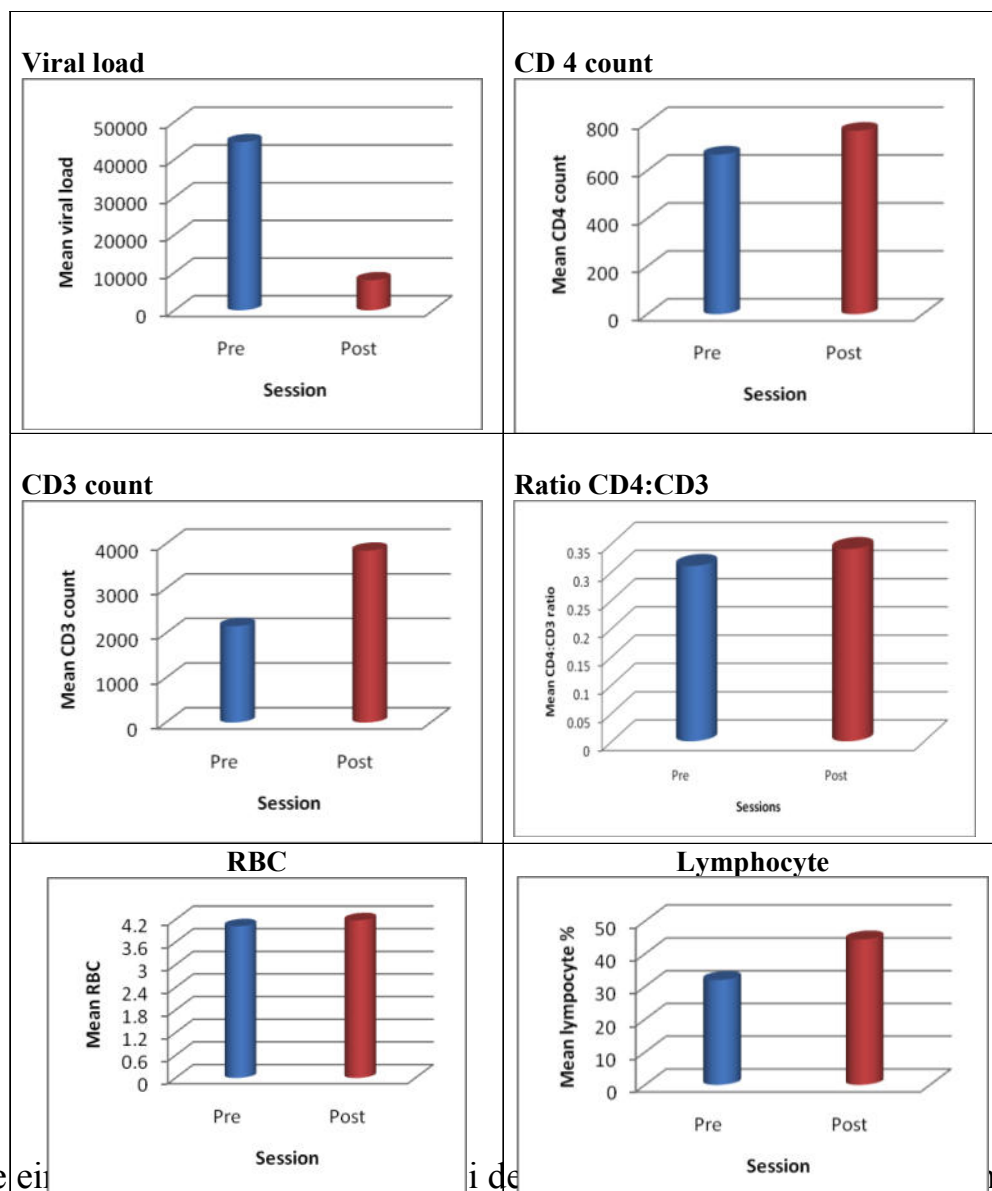 Viral load
50000
40000
30000
20000
10000
0
Mean viral load
Pre Post
Session
CD 4 count
800
600
400
200
0
Mean CD4 count
Pre Post
Session
CD3 count
4000
3000
2000
1000
0
Mean CD3 count
Pre Post
Session
Ratio CD4:CD3
0.35
0.3
0.25
0.2
0.15
0.1
0.05
0
Mean CD4:CD3 ratio
Pre Post
Sessions
RBC
4.2
3.6
3
2.4
1.8
1.2
0.6
0
Mean RBC
Pre Post
Session
Lymphocyte
50
40
30
20
10
0
Mean lympocyte %
Pre Post
Session